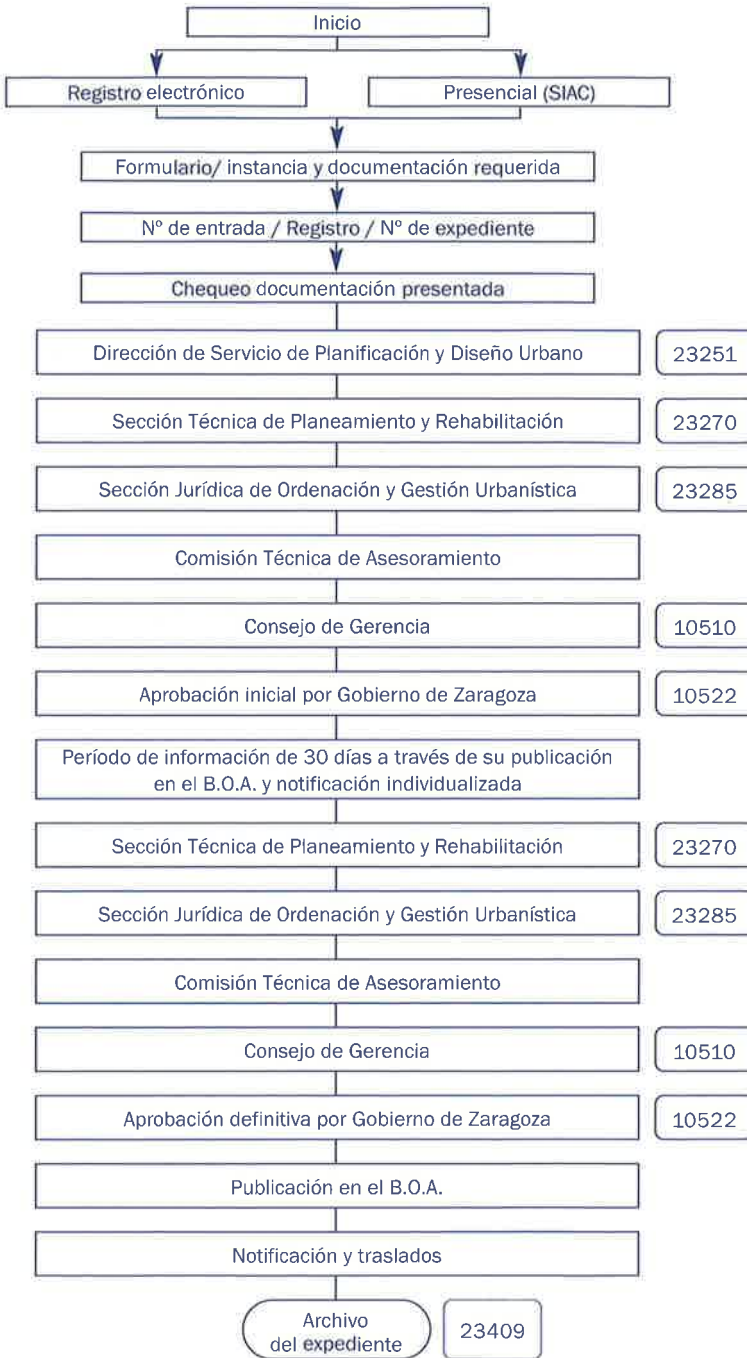 Inicio
Registro electrónico
Presencial (SIAC)
Formulario/ instancia y documentación requerida
Nº de entrada / Registro / Nº de expediente
Chequeo documentación presentada
Dirección de Servicio de Planificación y Diseño Urbano
23251
Sección Técnica de Planeamiento y Rehabilitación
23270
Sección Jurídica de Ordenación y Gestión Urbanística
23285
Comisión Técnica de Asesoramiento
Consejo de Gerencia
10510
Aprobación inicial por Gobierno de Zaragoza
10522
Período de información de 30 días a través de su publicación
en el B.O.A. y notificación individualizada
Sección Técnica de Planeamiento y Rehabilitación
23270
Sección Jurídica de Ordenación y Gestión Urbanística
23285
Comisión Técnica de Asesoramiento
Consejo de Gerencia
10510
Aprobación definitiva por Gobierno de Zaragoza
10522
Publicación en el B.O.A.
Notificación y traslados
Archivo
del expediente
23409